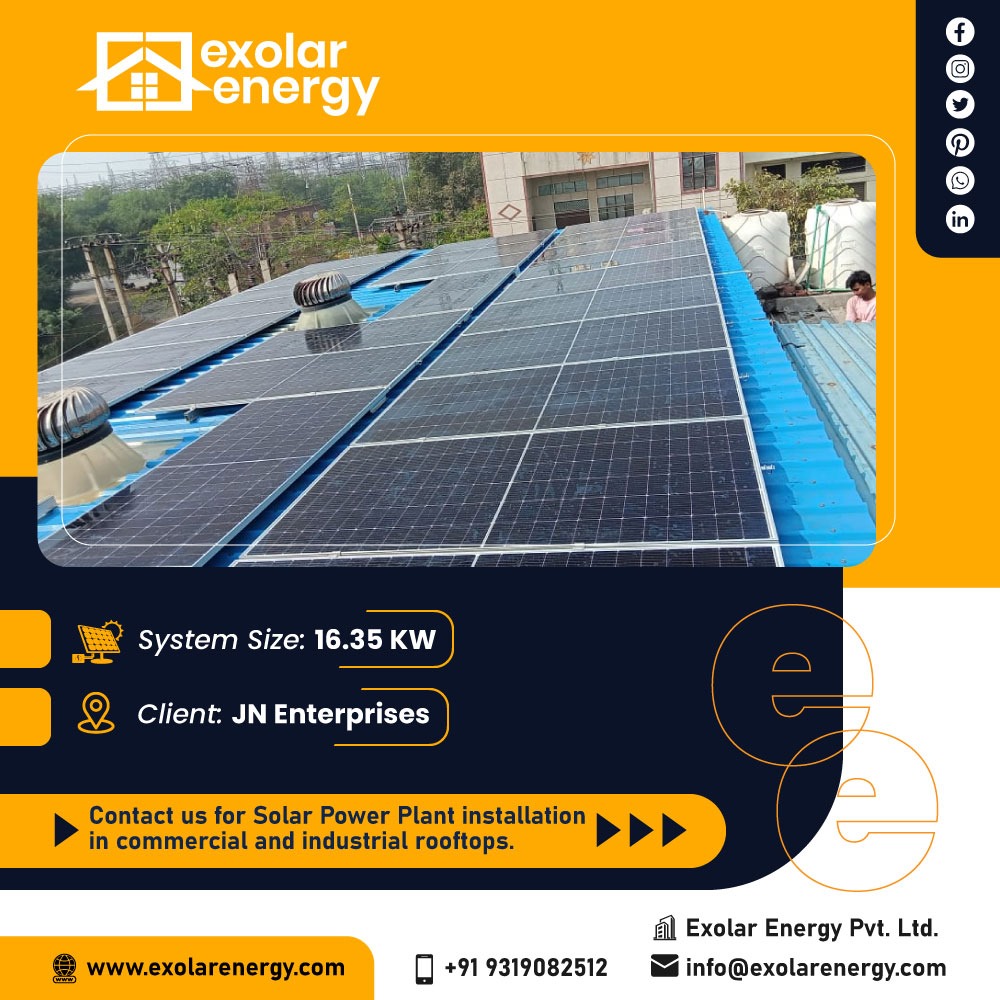 exolar
energy
System Size: 16.35 KW
Client: JN Enterprises
Contact us for Solar Power Plant installation
in commercial and industrial rooftops.
e
e
Exolar Energy Pvt. Ltd.
www.exolarenergy.com
+91 9319082512
info@exolarenergy.com